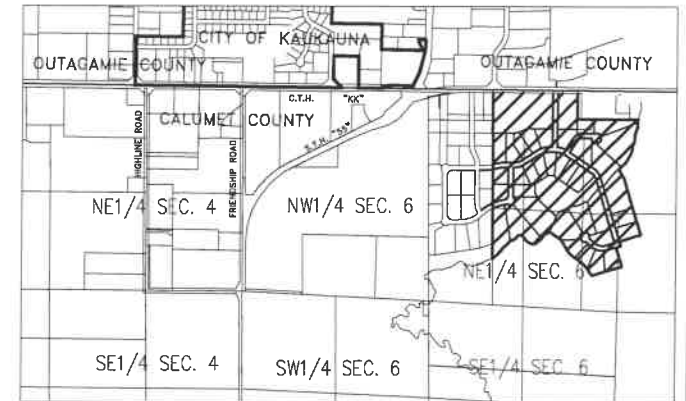 CITY OF KAUKAUNA
OUTAGAMIE COUNTY
OUTAGAMIE COUNTY
C.T.H. "KK"
CALUMET COUNTY
S.T.H. "55"
HIGHLINE ROAD
FRIENDSHIP ROAD
NE1/4 SEC. 4
NW1/4 SEC. 6
NE1/4 SEC. 6
SE1/4 SEC. 4
SW1/4 SEC. 6
SE1/4 SEC. 6